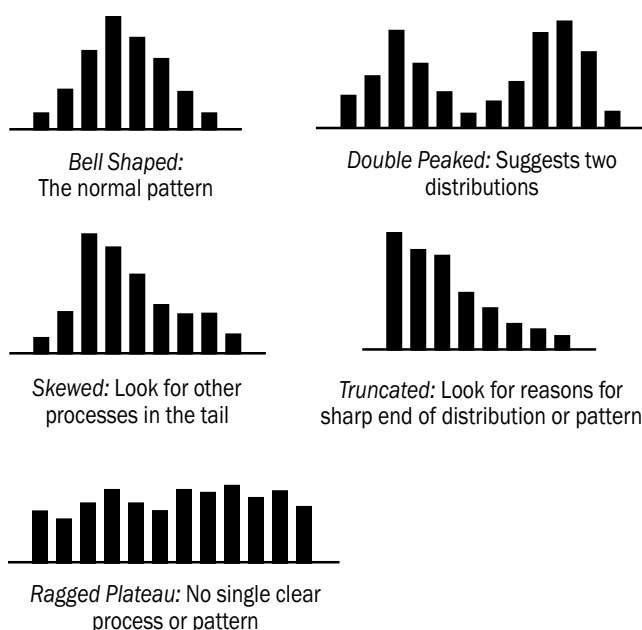 Bell Shaped:
The normal pattern
Double Peaked: Suggests two
distributions
Skewed: Look for other
processes in the tail
Truncated: Look for reasons for
sharp end of distribution or pattern
Ragged Plateau: No single clear
process or pattern